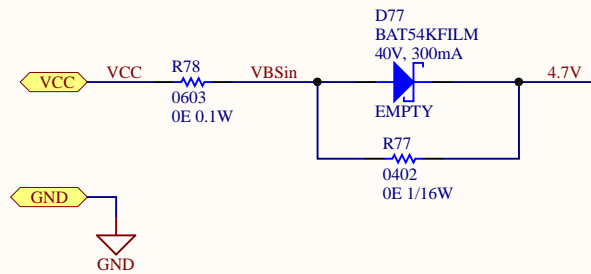 D77
BAT54KFILM
40V, 300mA
VCC
VCC
R78
VBSin
4.7V
0603
0E 0.1W
EMPTY
R77
0402
0E 1/16W
GND
GND